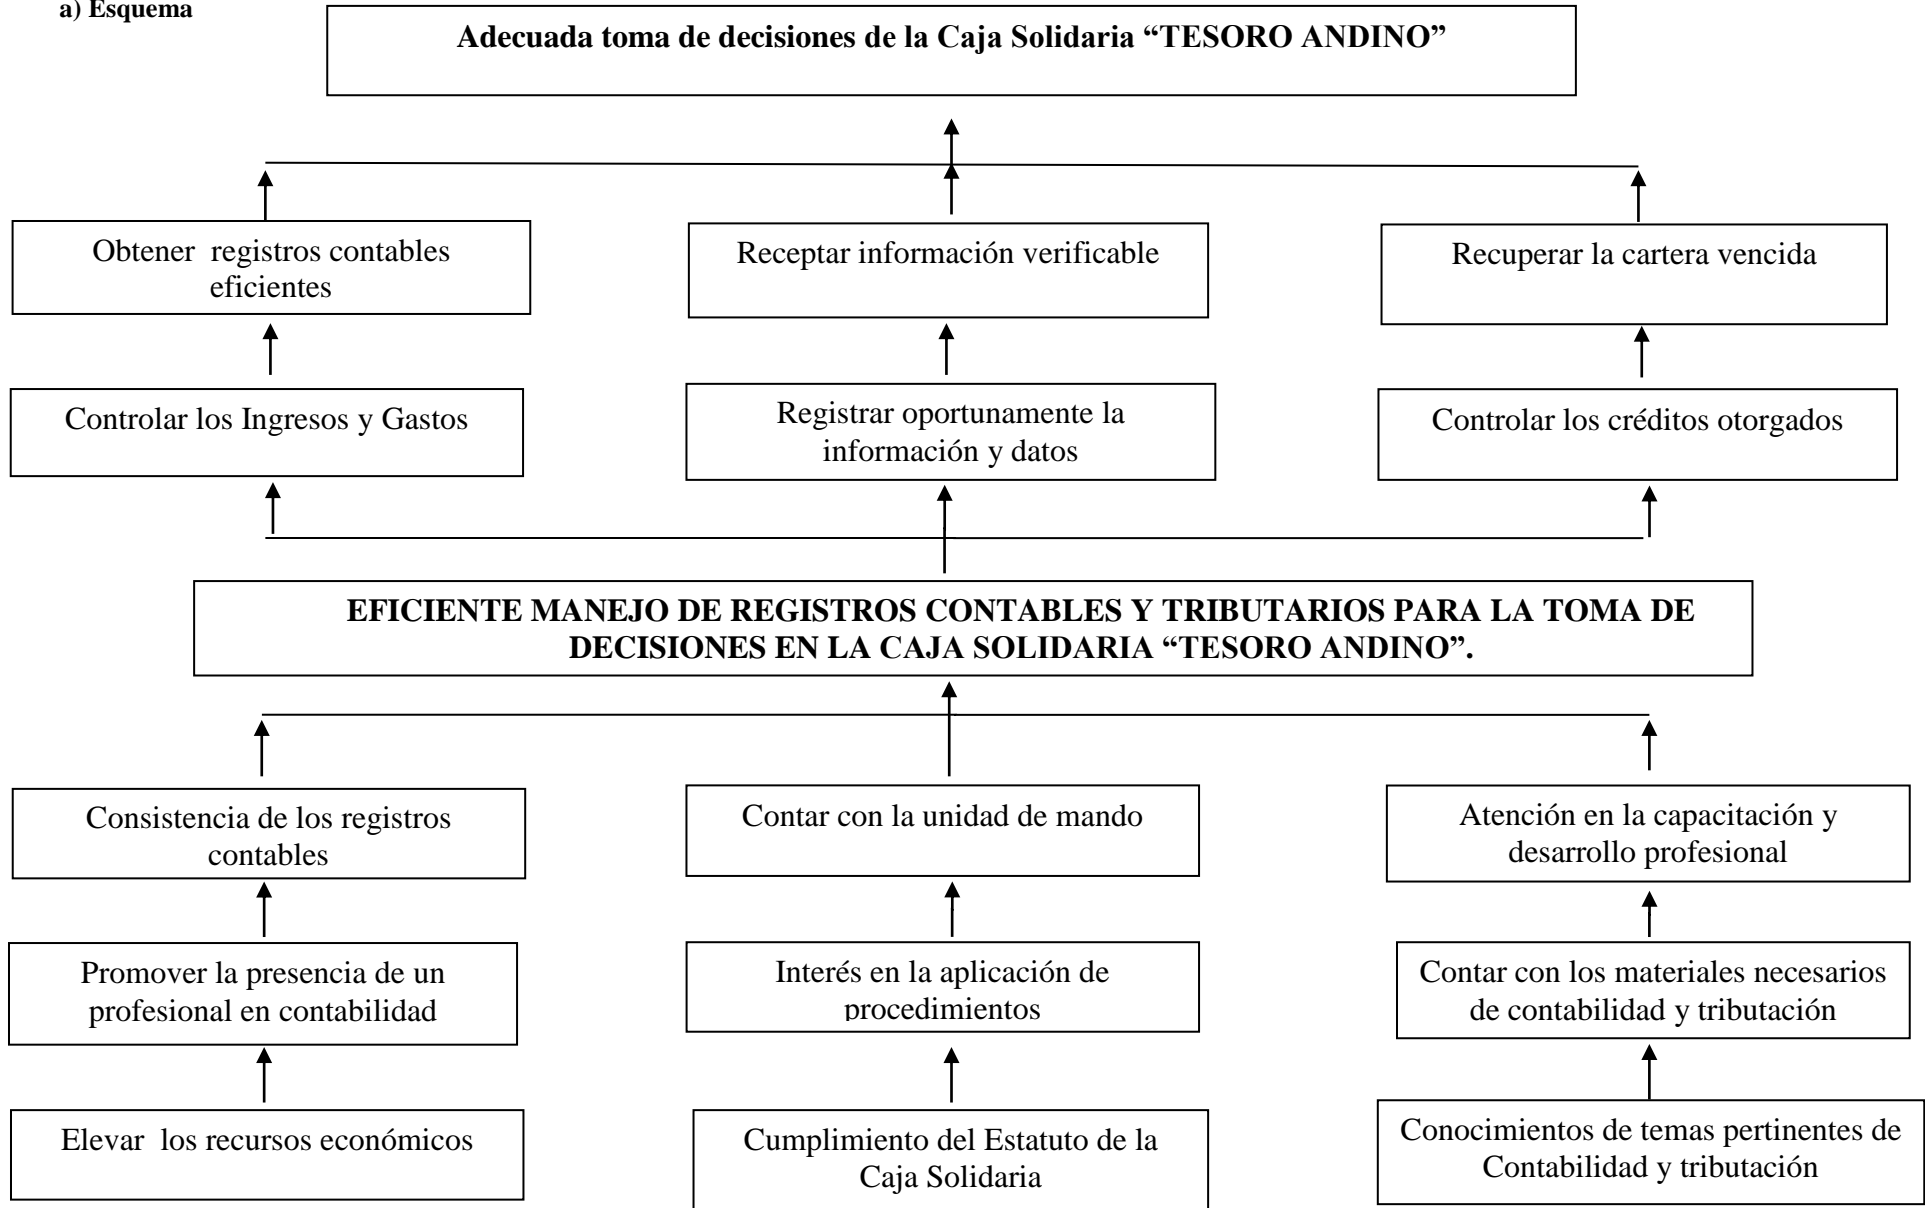 a) Esquema
Adecuada toma de decisiones de la Caja Solidaria “TESORO ANDINO”
Obtener registros contables
eficientes
Receptar información verificable
Recuperar la cartera vencida
Controlar los Ingresos y Gastos
Registrar oportunamente la
información y datos
Controlar los créditos otorgados
EFICIENTE MANEJO DE REGISTROS CONTABLES Y TRIBUTARIOS PARA LA TOMA DE
DECISIONES EN LA CAJA SOLIDARIA “TESORO ANDINO”.
Consistencia de los registros
contables
Contar con la unidad de mando
Atención en la capacitación y
desarrollo profesional
Promover la presencia de un
profesional en contabilidad
Interés en la aplicación de
procedimientos
Contar con los materiales necesarios
de contabilidad y tributación
Elevar los recursos económicos
Cumplimiento del Estatuto de la
Caja Solidaria
Conocimientos de temas pertinentes de
Contabilidad y tributación